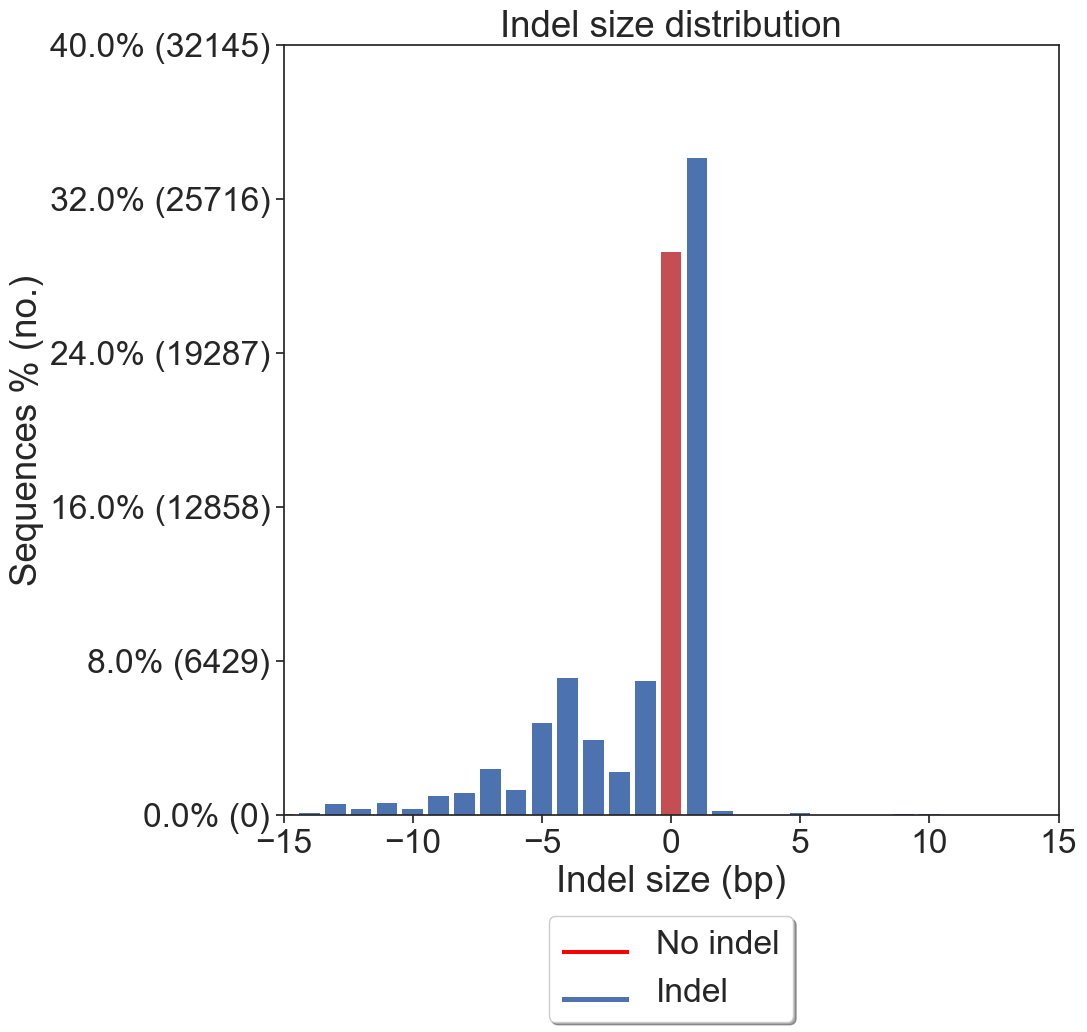 Indel size distribution
40.0% (32145)
32.0% (25716)
24.0% (19287)
16.0% (12858)
8.0% (6429)
0.0% (0)
Sequences % (no.)
−15 −10 −5 0 5 10 15
Indel size (bp)
No indel
Indel